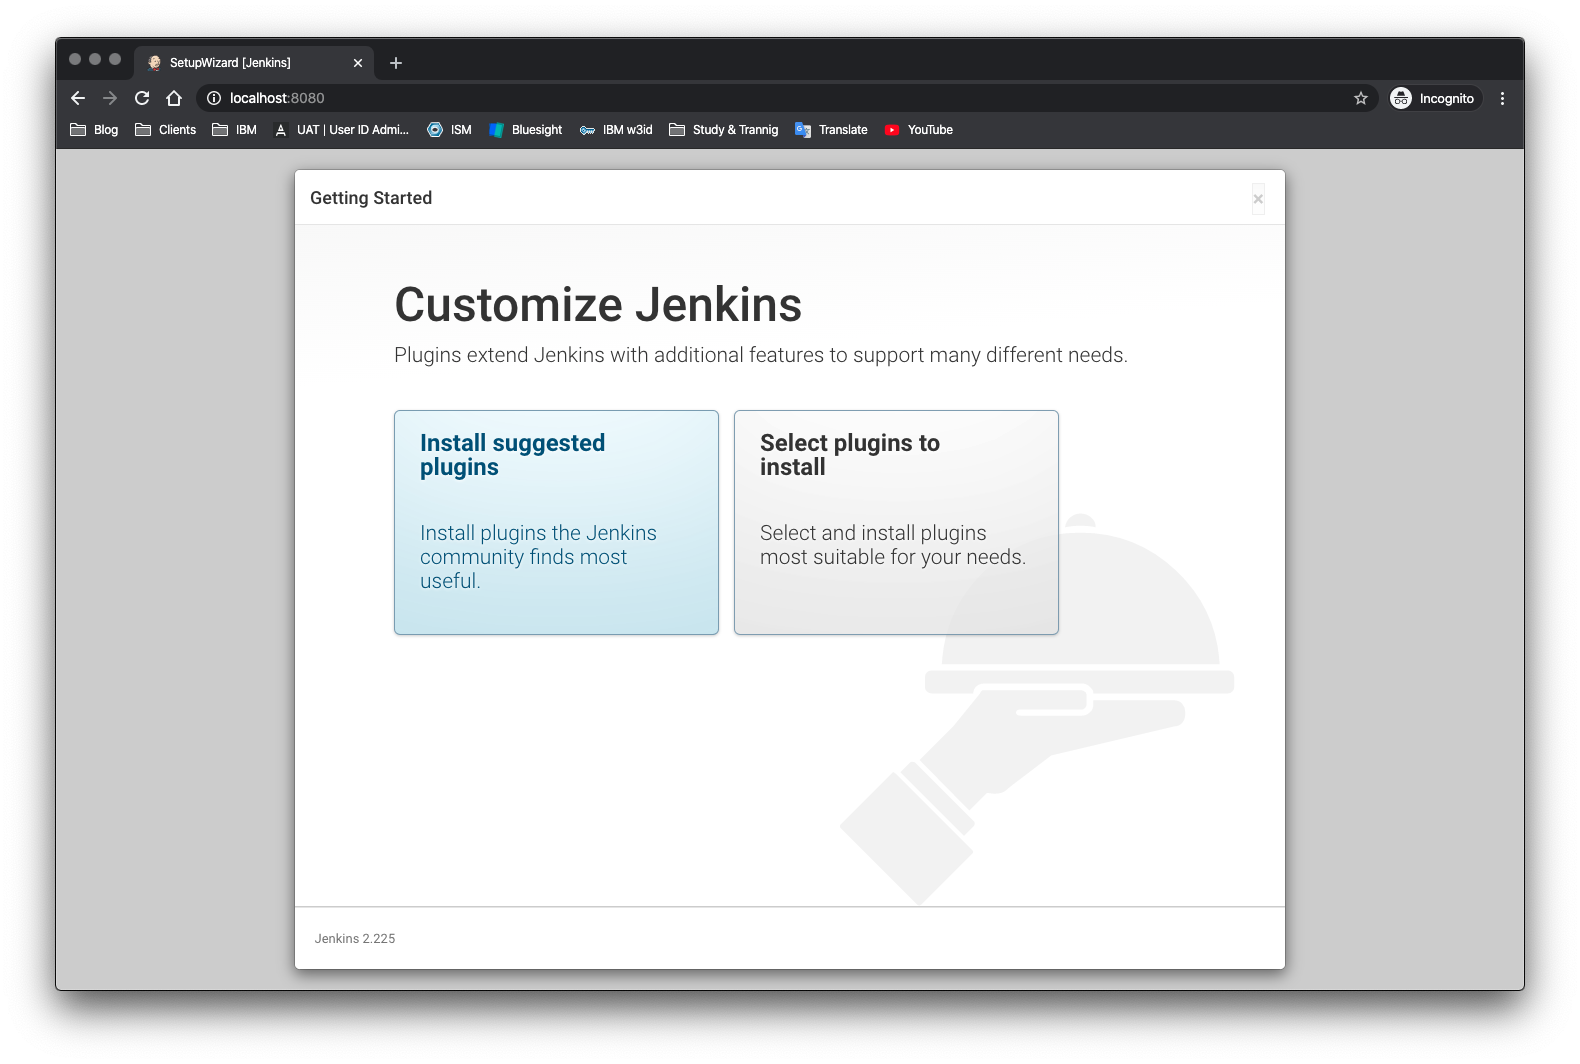 SetupWizard [Jenkins]
localhost:8080
Incognito
Blog Clients IBM UAT | User ID Admi... ISM Bluesight IBM w3id Study & Trannig Translate YouTube
Getting Started
Customize Jenkins
Plugins extend Jenkins with additional features to support many different needs.
Install suggested
plugins
Install plugins the Jenkins
community finds most
useful.
Select plugins to
install
Select and install plugins
most suitable for your needs.
Jenkins 2.225